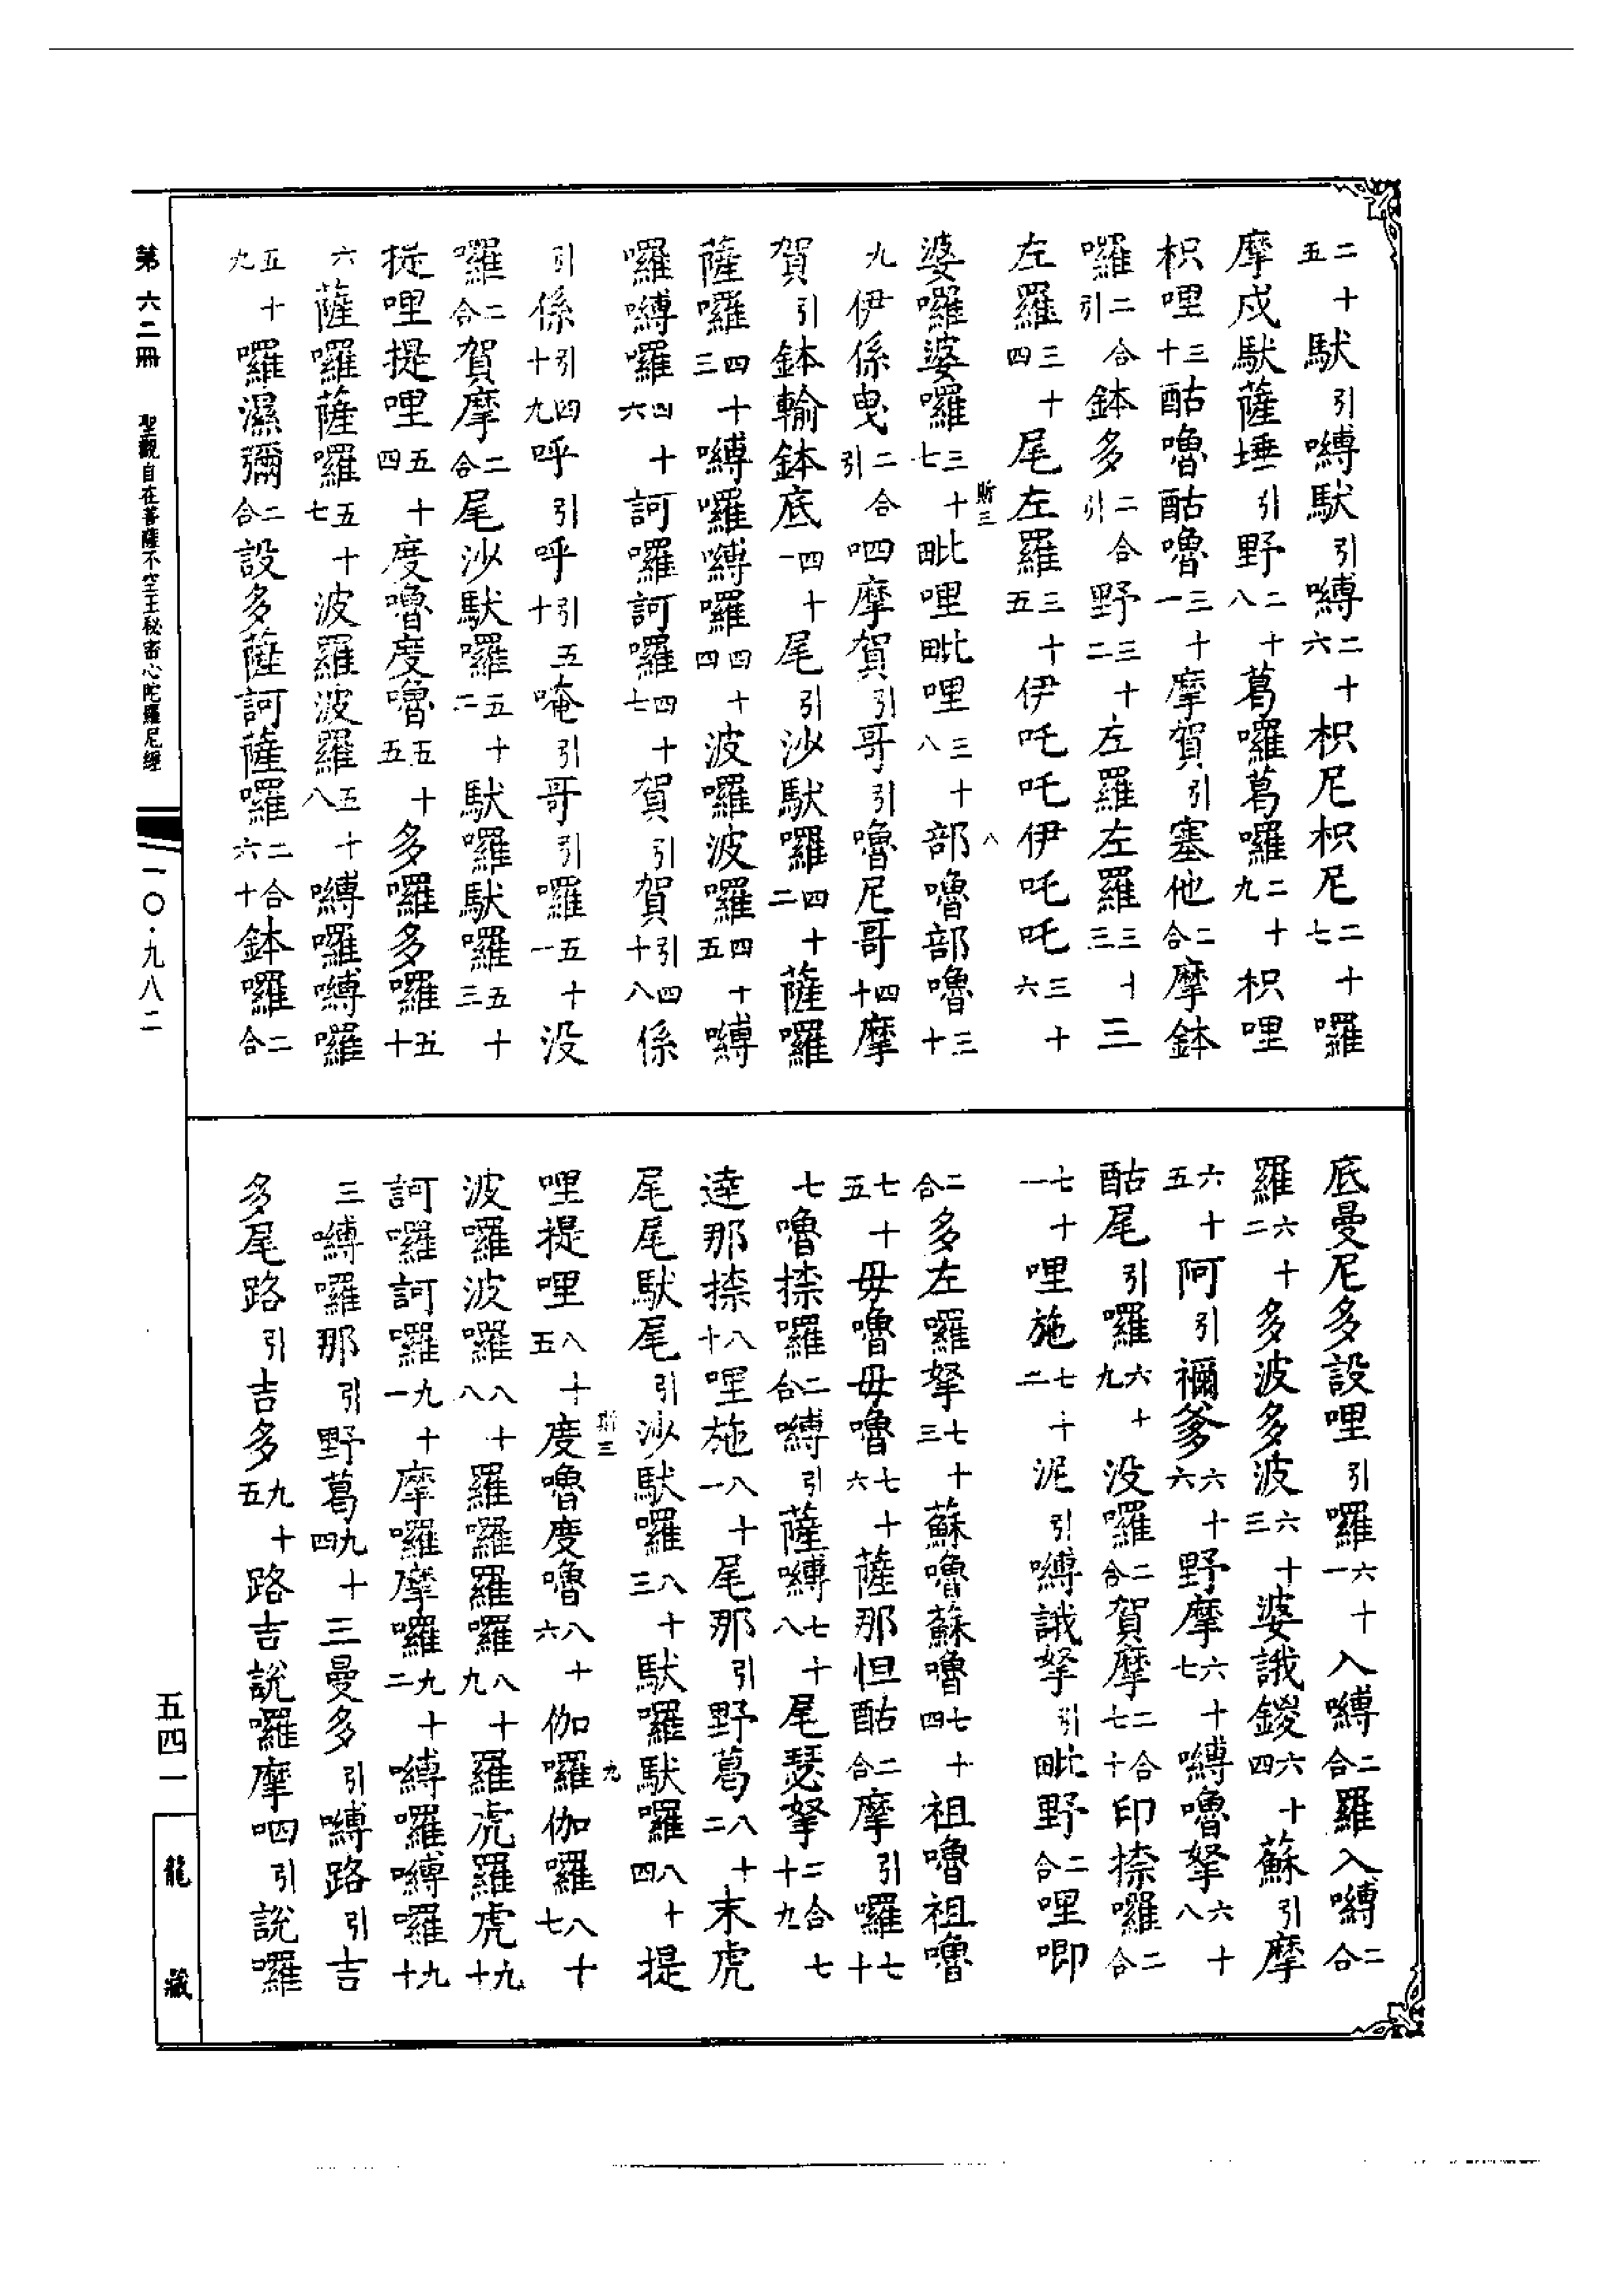 二十五馱引嚩馱引嚩二十六枳尼枳尼二十七囉
摩戍馱薩埵引野二十八葛囉葛囉二十九枳哩
枳哩三十酤嚕酤嚕三十一摩賀引塞他二合摩鉢
囉二合引鉢多二合引野三十二左羅左羅三十三三
左羅三十四尾左羅三十五伊吒吒伊吒吒三十六
斯三
八
婆囉婆囉三十七毗哩毗哩三十八部嚕部嚕三十
九伊係曳二合引呬摩賀引哥引嚕尼哥四十摩
賀引鉢輸鉢底四十一尾引沙馱囉四十二薩囉
薩囉四十三嚩囉嚩囉四十四波囉波囉四十五嚩
囉嚩囉四十六訶囉訶囉四十七賀引賀引四十八係
引係引四十九呼引呼引五十唵引哥引囉五十一没
囉二合賀摩二合尾沙馱囉五十二馱囉馱囉五十三
提哩提哩五十四度嚕度嚕五十五多囉多囉五十
六薩囉薩囉五十七波囉波囉五十八嚩囉嚩囉
五十九囉濕彌二合設多薩訶薩囉二合六十鉢囉二合
底曼尼多設哩引囉六十一入嚩二合羅入嚩二合
羅六十二多波多波六十三婆誐鍐六十四蘇引摩
六十五阿引禰爹六十六野摩六十七嚩嚕拏六十八
酤尾引囉六十九没囉二合賀摩二合七十印捺囉二合
七十一哩施七十二泥引嚩誐拏引毗野二合哩唧
二合多左囉拏七十三蘇嚕蘇嚕七十四祖嚕祖嚕
七十五毋嚕毋嚕七十六薩那怛酤二合摩引囉七十
七嚕捺囉二合嚩引薩嚩七十八尾瑟拏二合七十九
達那捺八十哩施八十一尾那引野葛八十二末虎
尾尾馱尾引沙馱囉八十三馱囉馱囉八十四提
斯三
九
哩提哩八十五度嚕度嚕八十六伽囉伽囉八十七
波囉波囉八十八羅囉羅囉八十九羅虎羅虎九十
訶囉訶囉九十一摩囉摩囉九十二嚩囉嚩囉九十
三嚩囉那引野葛九十四三曼多引嚩路引吉
多尾路引吉多九十五路吉說囉摩呬引說囉
第六二冊 聖觀自在菩薩不空王秘密心陀羅尼經 一〇·九八二
五四一
龍藏